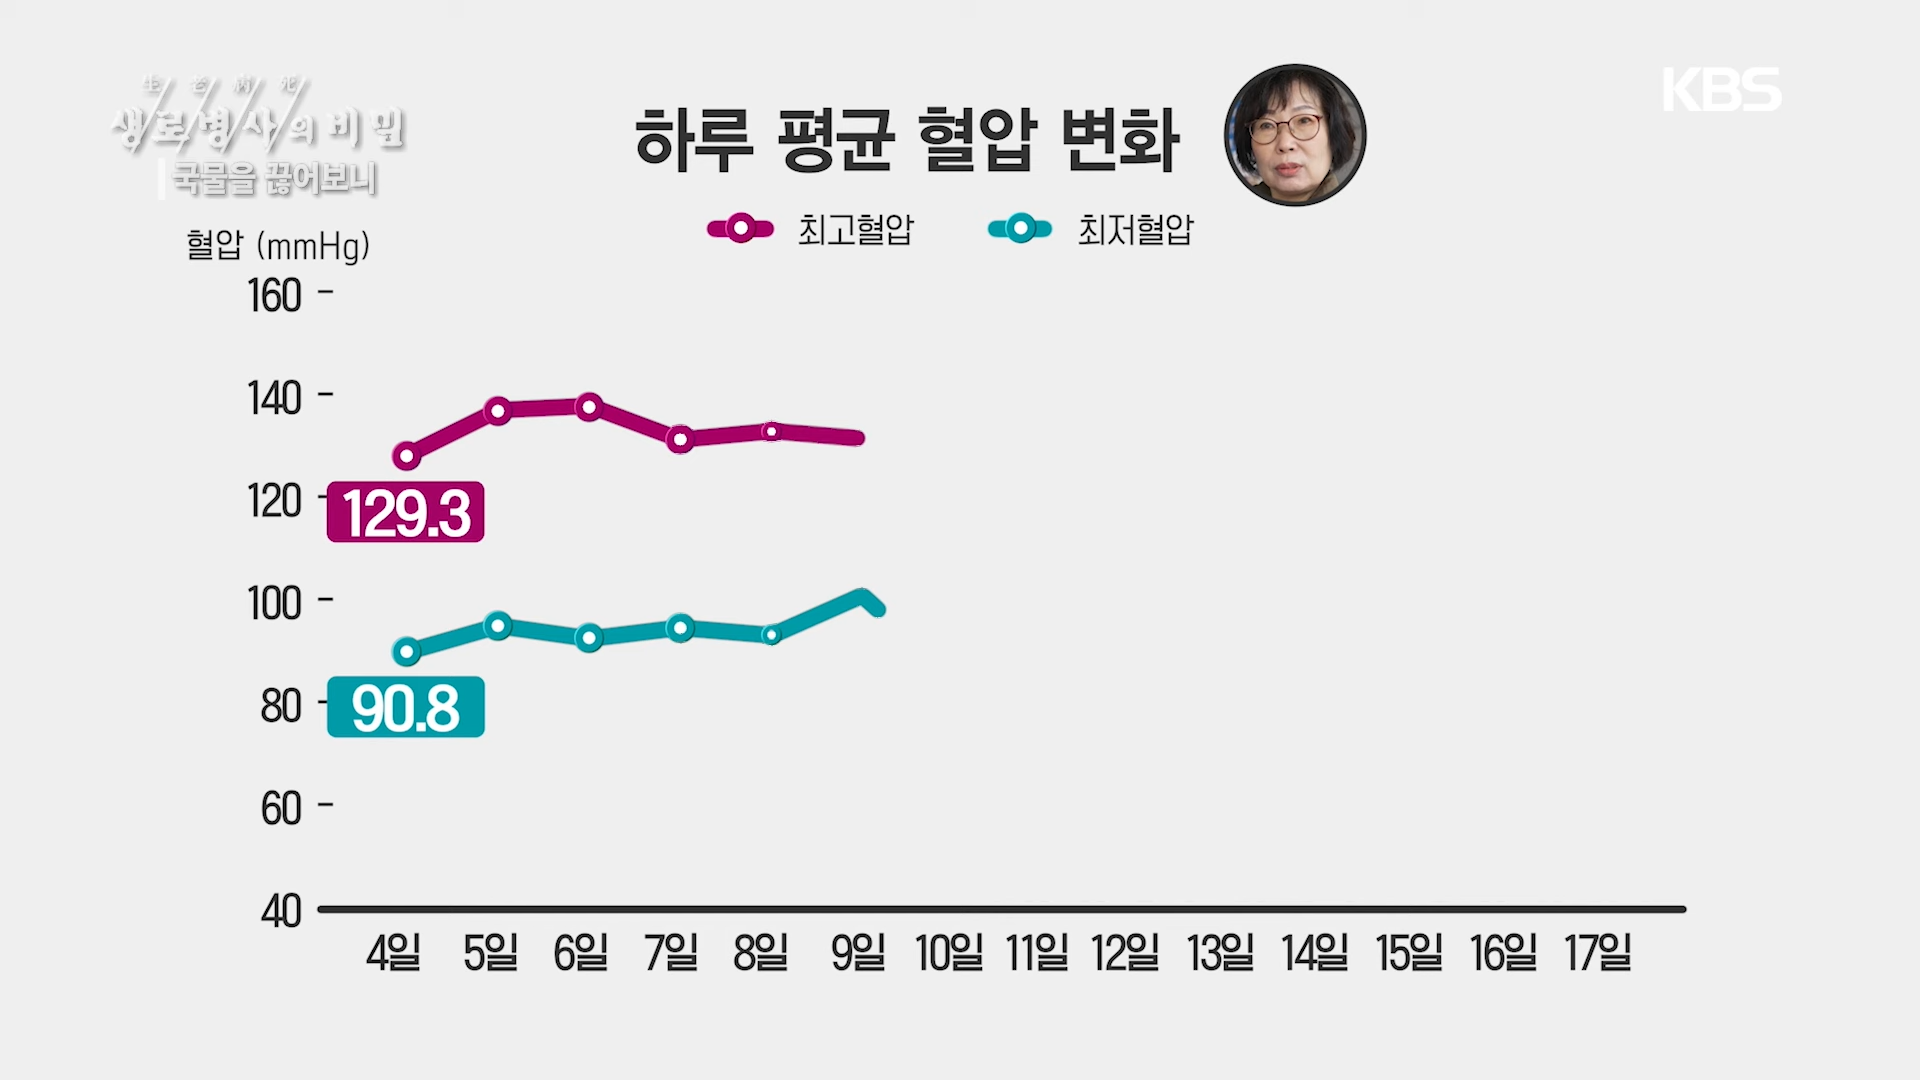 生老病死
생로병사의 비밀
국물을 끊어보니
KBS
하루 평균 혈압 변화
최고혈압 최저혈압
혈압 (mmHg)
160
140
120
129.3
100
80
90.8
60
40
4일 5일 6일 7일 8일 9일 10일 11일 12일 13일 14일 15일 16일 17일